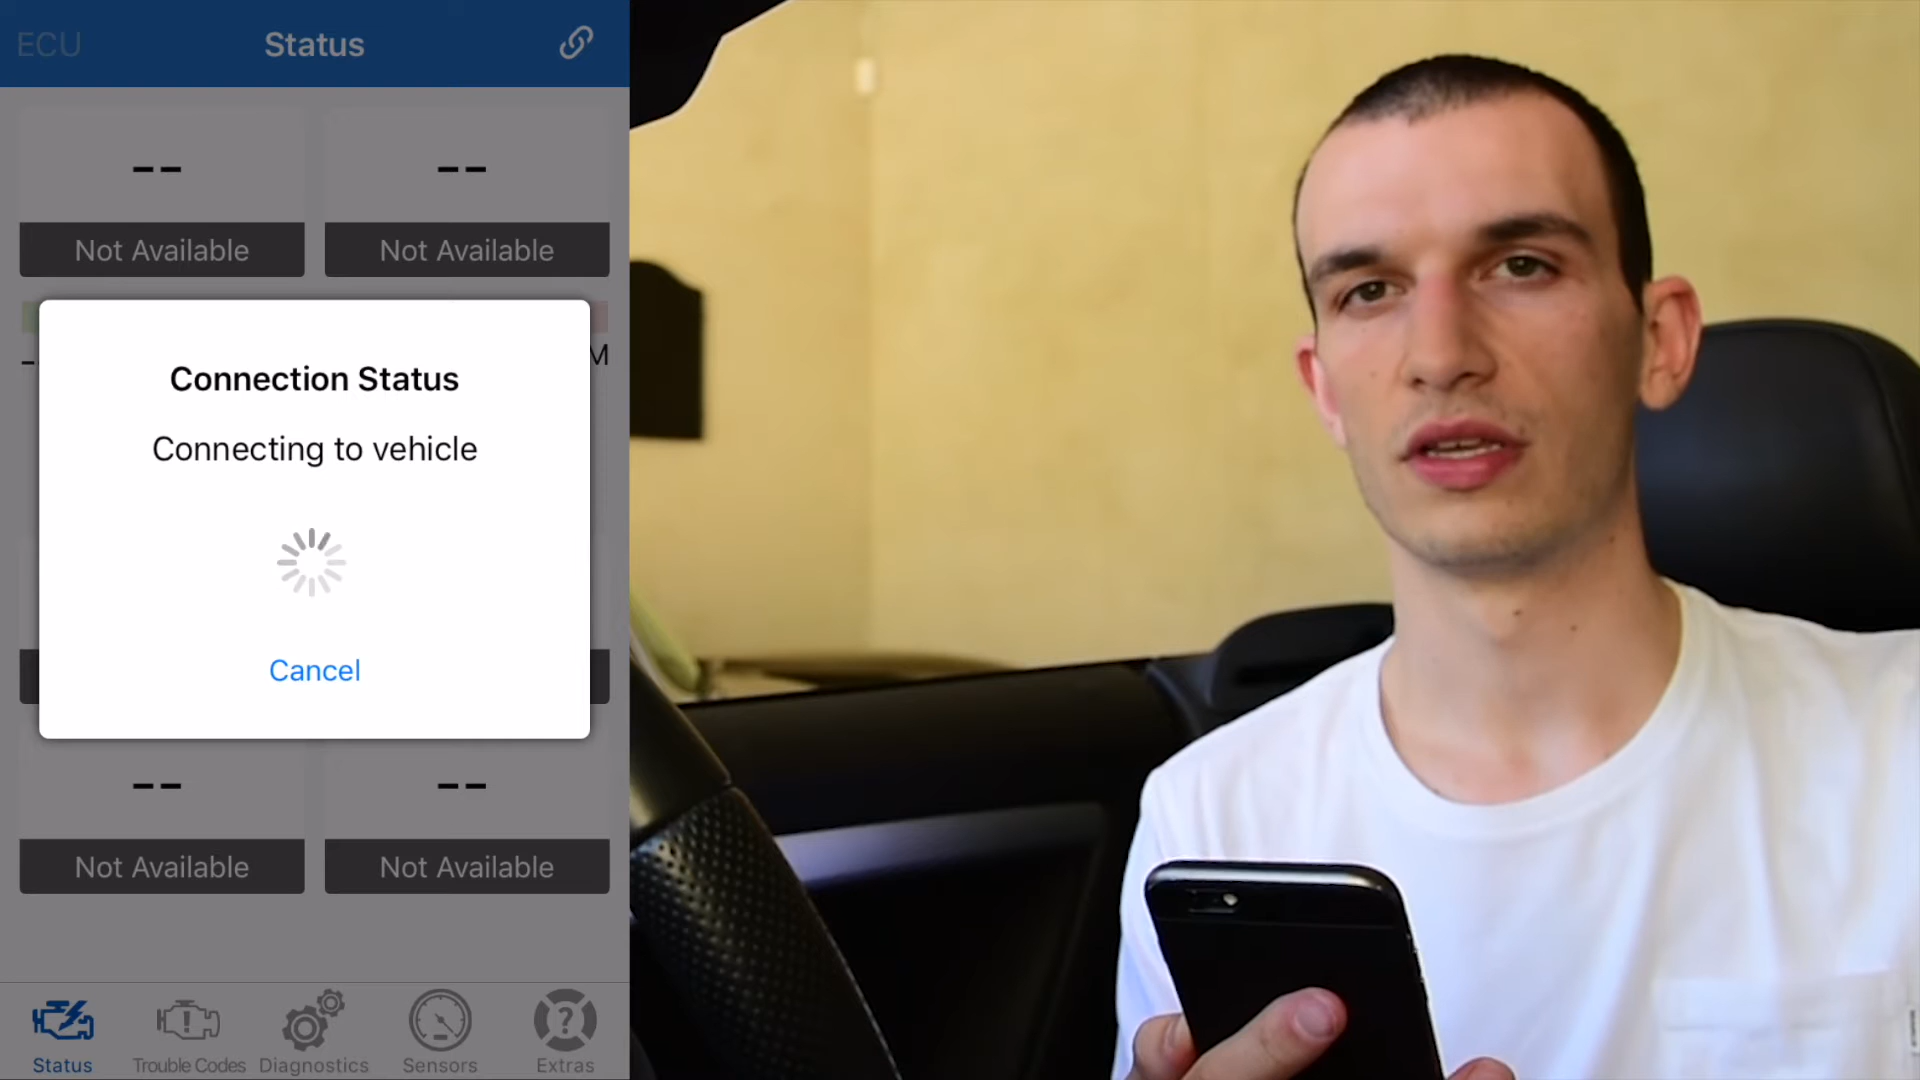 ECU
Status
--
--
Not Available
Not Available
M
Connection Status
Connecting to vehicle
Cancel
--
--
Not Available
Not Available
Status
Trouble Codes
Diagnostics
Sensors
Extras